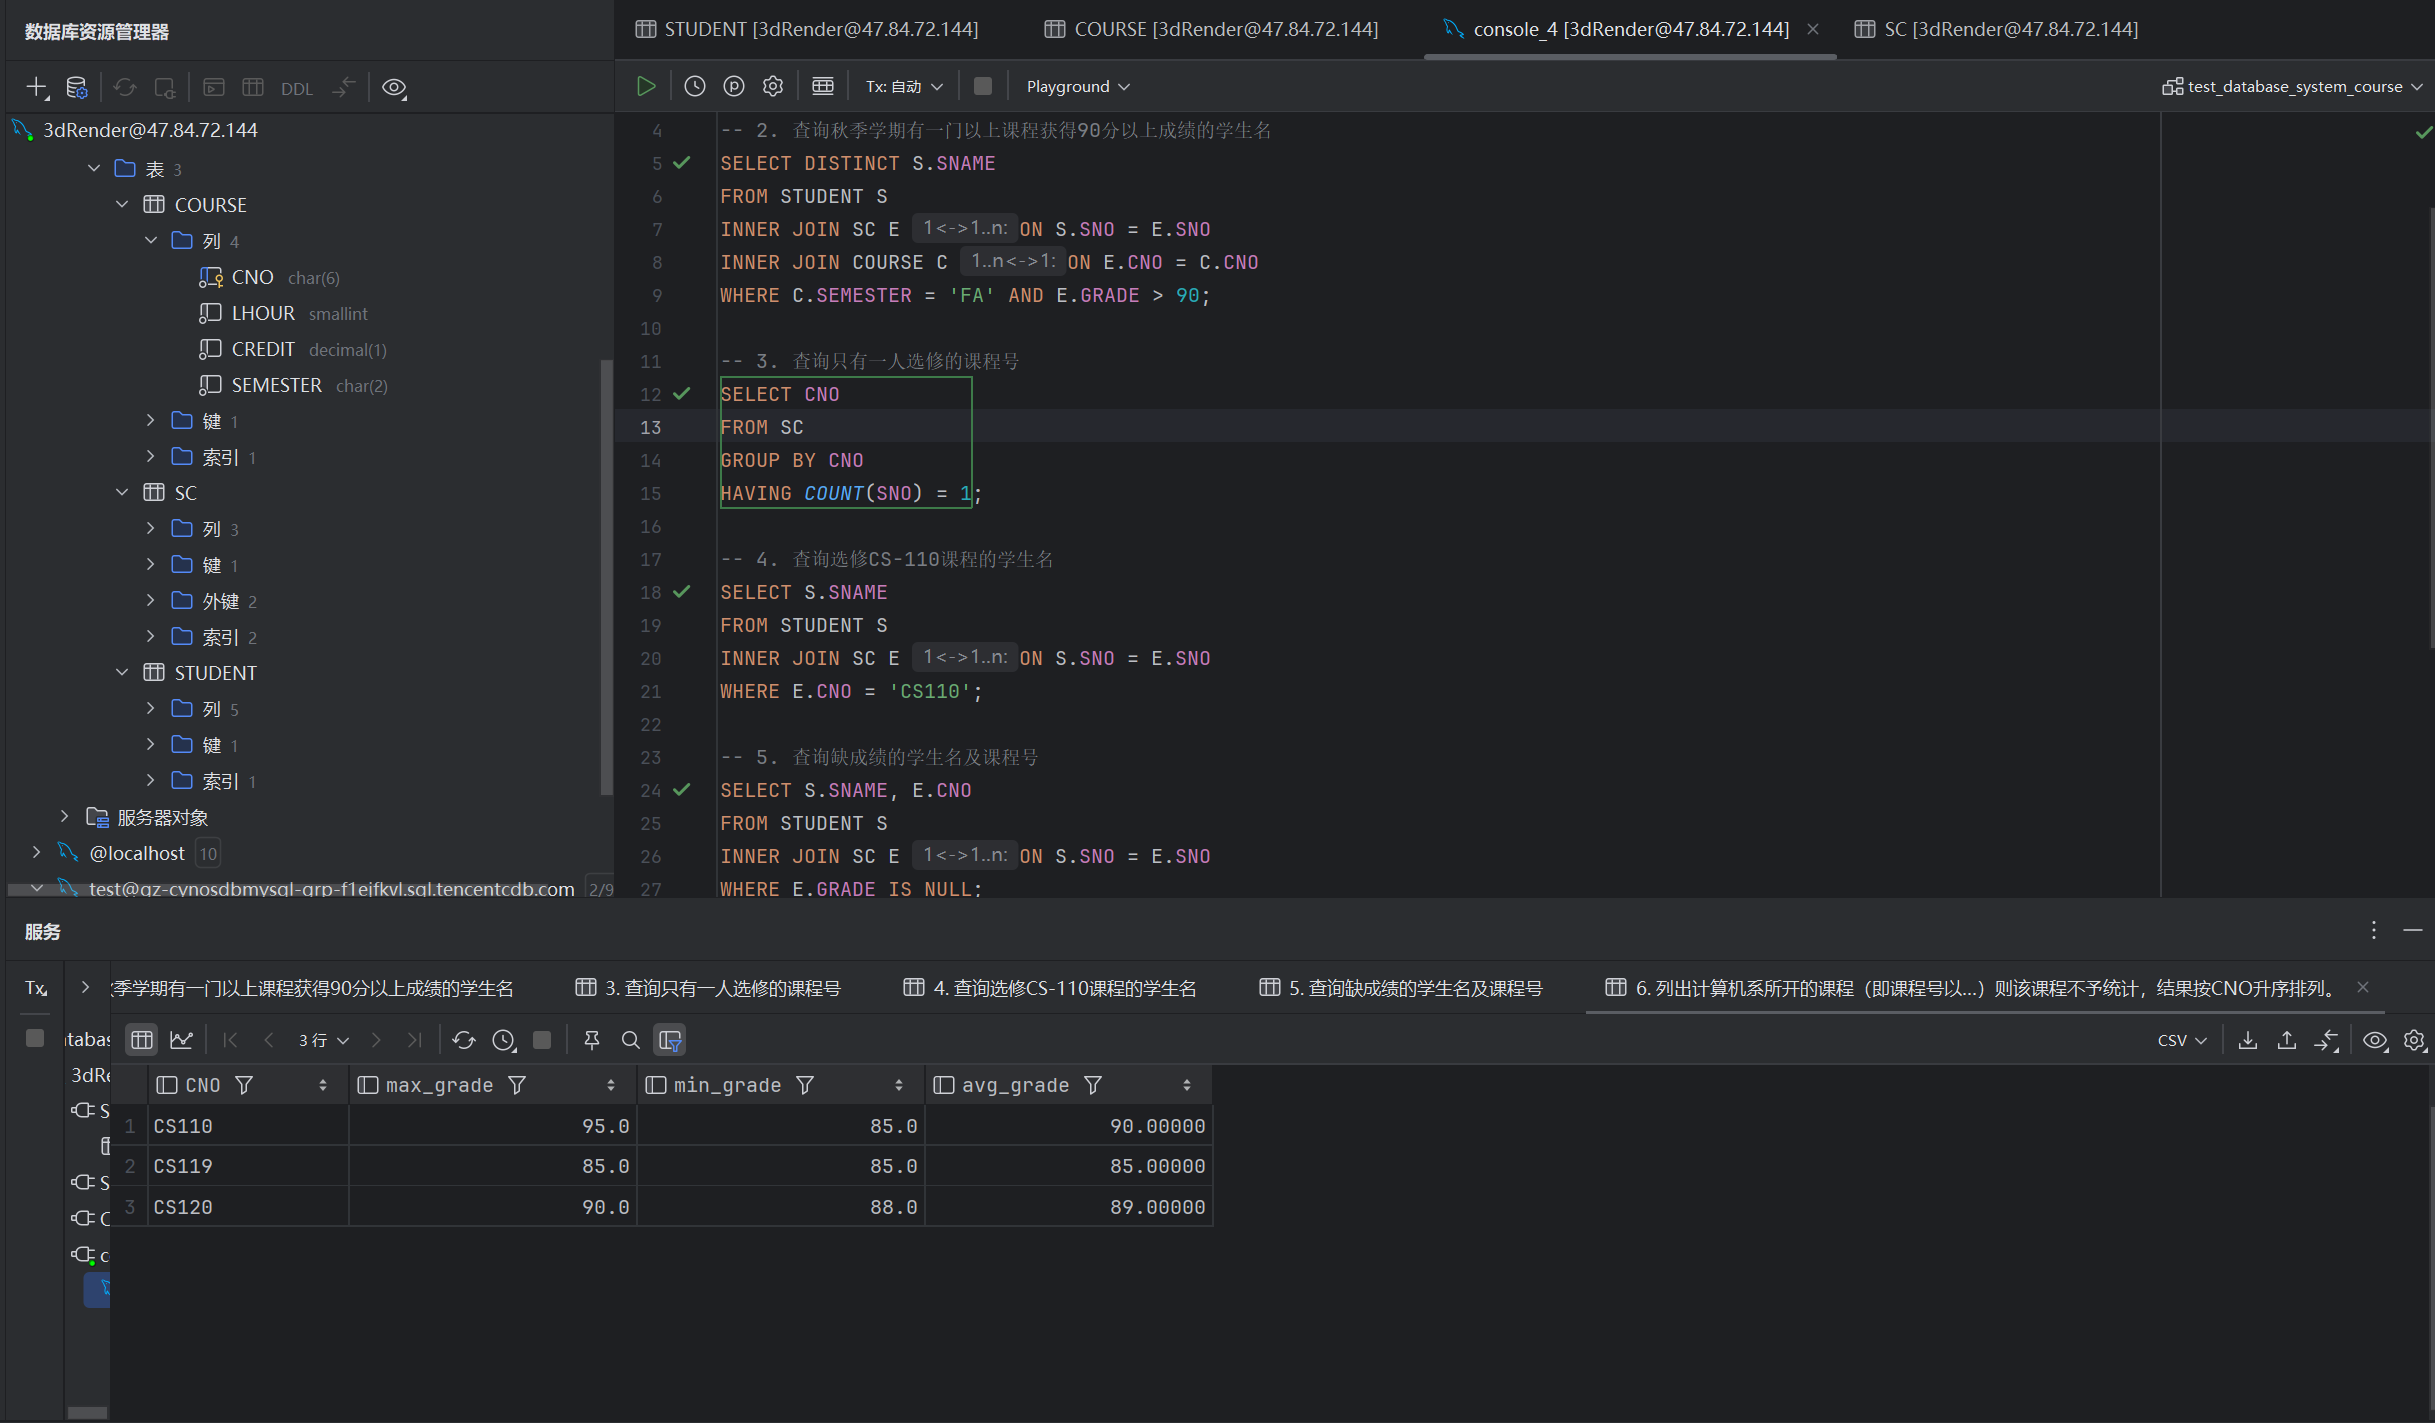 数据库资源管理器
DDL
3dRender@47.84.72.144
表 3
COURSE
列 4
CNO char(6)
LHOUR smallint
CREDIT decimal(1)
SEMESTER char(2)
键 1
索引 1
SC
列 3
键 1
外键 2
索引 2
STUDENT
列 5
键 1
索引 1
服务器对象
@localhost 10
test@gz-cynosdbmysql-grp-f1ejfkvl.sql.tencentcdb.com 2/9
STUDENT [3dRender@47.84.72.144] COURSE [3dRender@47.84.72.144] console_4 [3dRender@47.84.72.144] SC [3dRender@47.84.72.144]
Tx: 自动 Playground test_database_system_course
4 -- 2. 查询秋季学期有一门以上课程获得90分以上成绩的学生名
5 SELECT DISTINCT S.SNAME
6 FROM STUDENT S
7 INNER JOIN SC E 1<->1..n: ON S.SNO = E.SNO
8 INNER JOIN COURSE C 1..n<->1: ON E.CNO = C.CNO
9 WHERE C.SEMESTER = 'FA' AND E.GRADE > 90;
10
11 -- 3. 查询只有一人选修的课程号
12 SELECT CNO
13 FROM SC
14 GROUP BY CNO
15 HAVING COUNT(SNO) = 1;
16
17 -- 4. 查询选修CS-110课程的学生名
18 SELECT S.SNAME
19 FROM STUDENT S
20 INNER JOIN SC E 1<->1..n: ON S.SNO = E.SNO
21 WHERE E.CNO = 'CS110';
22
23 -- 5. 查询缺成绩的学生名及课程号
24 SELECT S.SNAME, E.CNO
25 FROM STUDENT S
26 INNER JOIN SC E 1<->1..n: ON S.SNO = E.SNO
27 WHERE E.GRADE IS NULL;
服务
Tx
季学期有一门以上课程获得90分以上成绩的学生名 3. 查询只有一人选修的课程号 4. 查询选修CS-110课程的学生名 5. 查询缺成绩的学生名及课程号 6. 列出计算机系所开的课程（即课程号以...）则该课程不予统计，结果按CNO升序排列。
tabas
3dRe
S
S
C
c
3 行 CSV
CNO max_grade min_grade avg_grade
1 CS110 95.0 85.0 90.00000
2 CS119 85.0 85.0 85.00000
3 CS120 90.0 88.0 89.00000